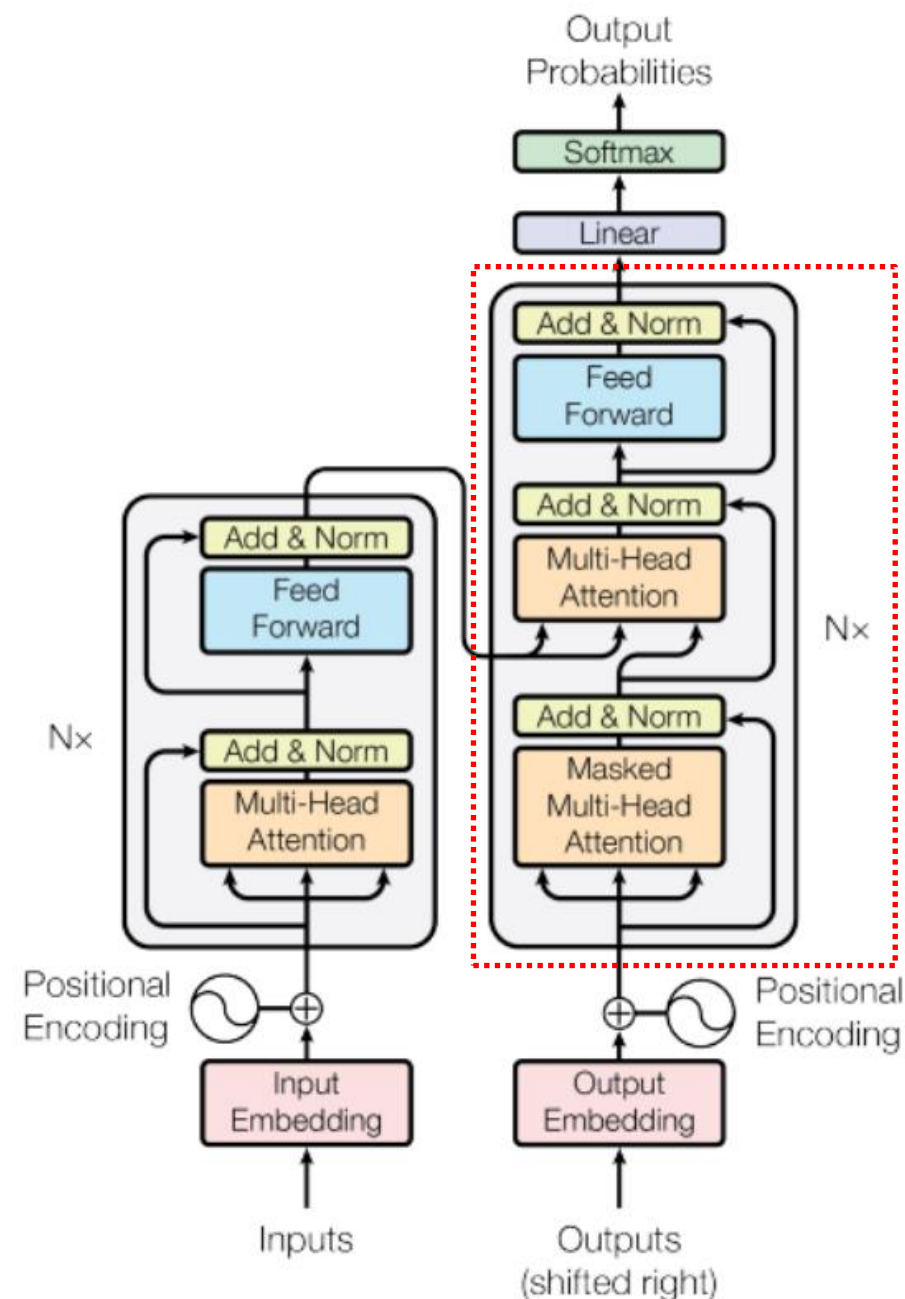 Output
Probabilities
Softmax
Linear
Add & Norm
Feed
Forward
Add & Norm
Multi-Head
Attention
Nx
Add & Norm
Masked
Multi-Head
Attention
Add & Norm
Feed
Forward
Nx
Add & Norm
Multi-Head
Attention
Positional
Encoding
Positional
Encoding
Input
Embedding
Output
Embedding
Inputs
Outputs
(shifted right)